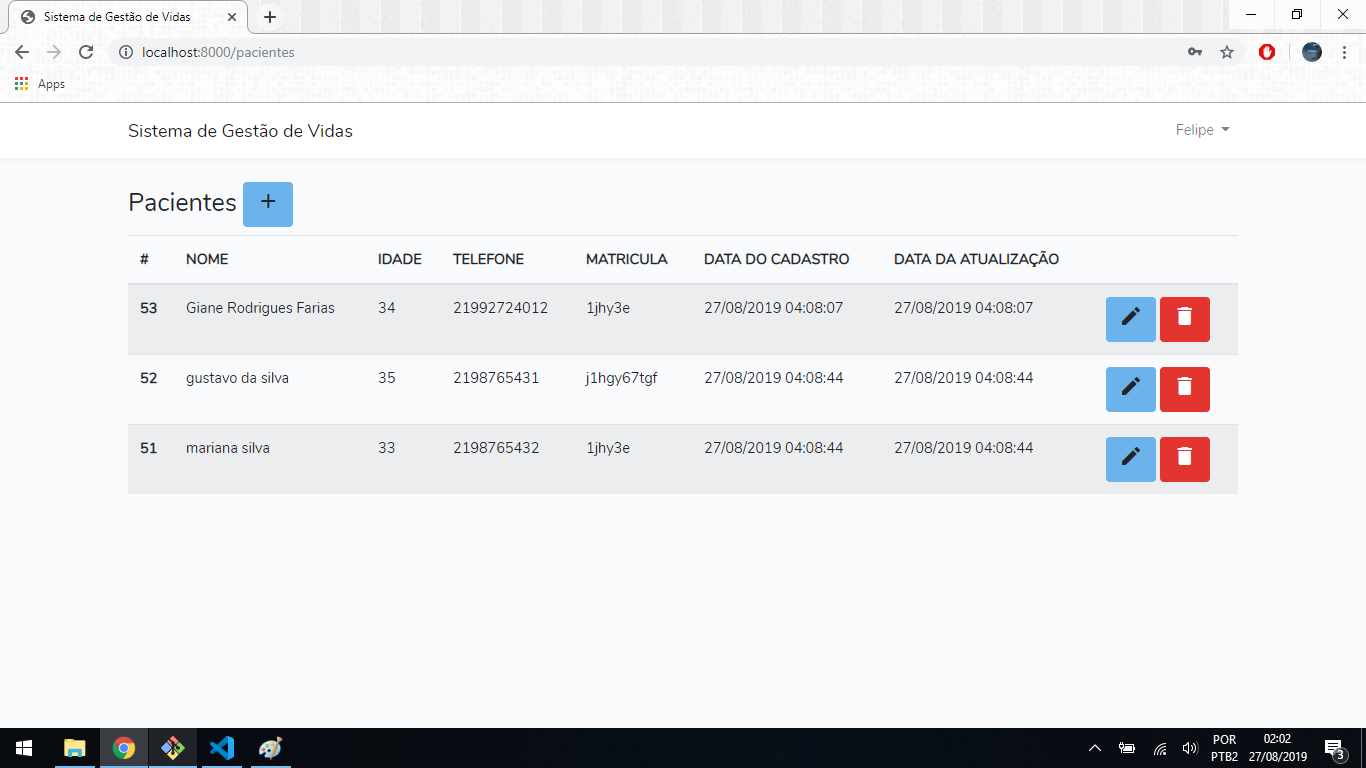 Sistema de Gestão de Vidas
localhost:8000/pacientes
Apps
Sistema de Gestão de Vidas Felipe
Pacientes +
# NOME IDADE TELEFONE MATRICULA DATA DO CADASTRO DATA DA ATUALIZAÇÃO
53 Giane Rodrigues Farias 34 21992724012 1jhy3e 27/08/2019 04:08:07 27/08/2019 04:08:07
52 gustavo da silva 35 2198765431 j1hgy67tgf 27/08/2019 04:08:44 27/08/2019 04:08:44
51 mariana silva 33 2198765432 1jhy3e 27/08/2019 04:08:44 27/08/2019 04:08:44
POR 02:02
PTB2 27/08/2019 3